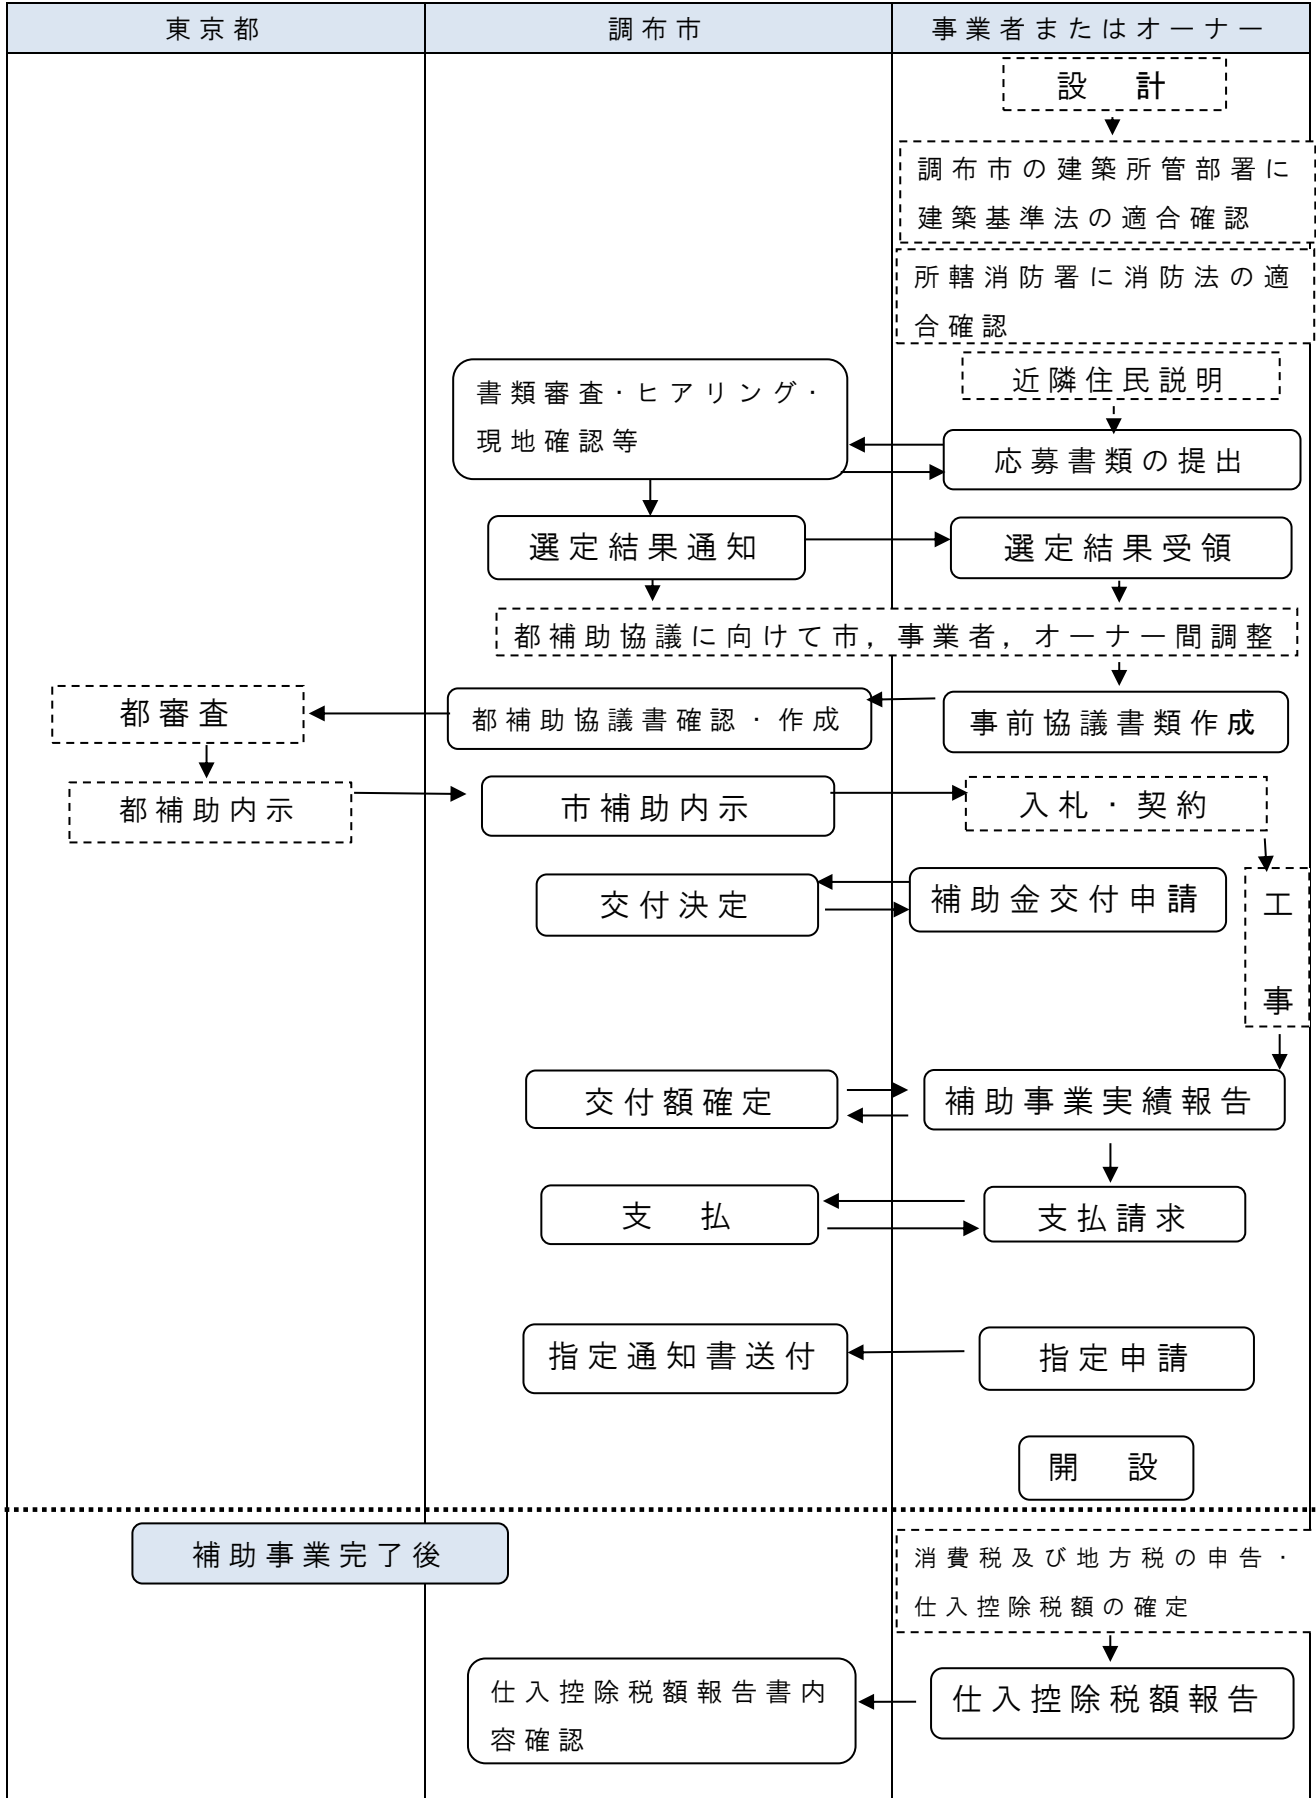 東京都
調布市
事業者またはオーナー
設　計
調布市の建築所管部署に
建築基準法の適合確認
所轄消防署に消防法の適
合確認
近隣住民説明
書類審査・ヒアリング・
現地確認等
応募書類の提出
選定結果通知
選定結果受領
都補助協議に向けて市，事業者，オーナー間調整
都審査
都補助協議書確認・作成
事前協議書類作成
都補助内示
市補助内示
入札・契約
交付決定
補助金交付申請
工
事
交付額確定
補助事業実績報告
支　払
支払請求
指定通知書送付
指定申請
開　設
補助事業完了後
消費税及び地方税の申告・
仕入控除税額の確定
仕入控除税額報告書内
容確認
仕入控除税額報告